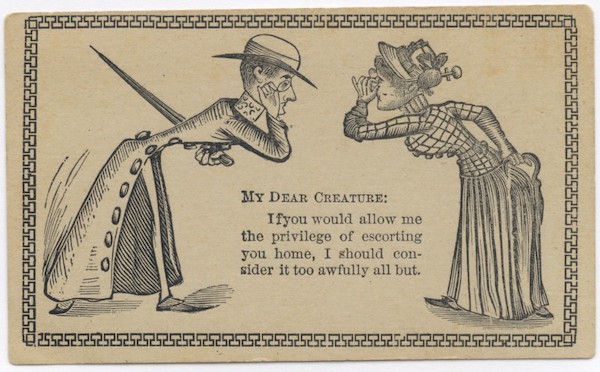 MY DEAR CREATURE:
Ifyou would allow me
the privilege of escorting
you home, I should con-
sider it too awfully all but.